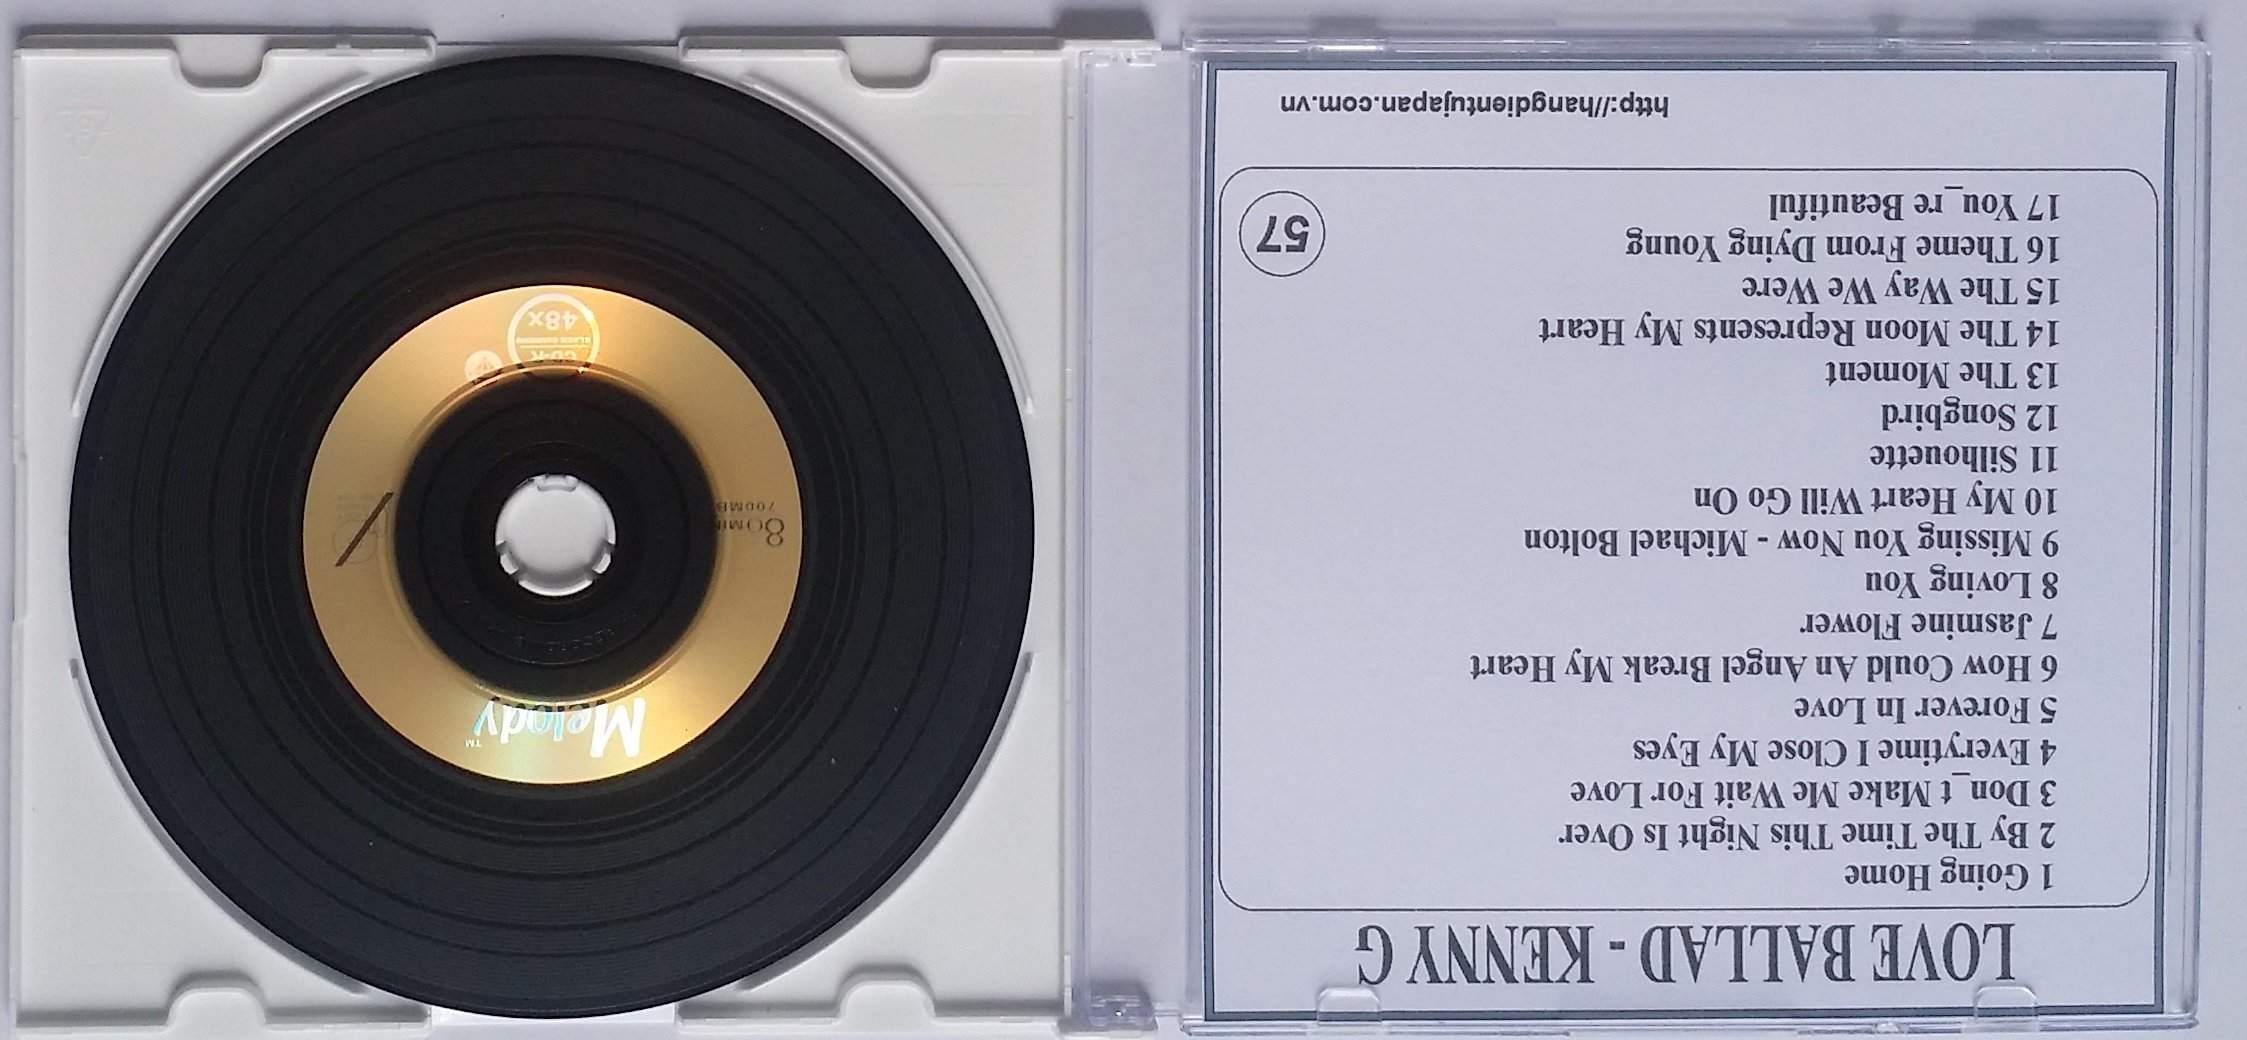 LOVE BALLAD - KENNY G
1 Going Home
2 By The Time This Night Is Over
3 Don_t Make Me Wait For Love
4 Everytime I Close My Eyes
5 Forever In Love
6 How Could An Angel Break My Heart
7 Jasmine Flower
8 Loving You
9 Missing You Now - Michael Bolton
10 My Heart Will Go On
11 Silhouette
12 Songbird
13 The Moment
14 The Moon Represents My Heart
15 The Way We Were
16 Theme From Dying Young
17 You_re Beautiful
57
http://hangdientujapan.com.vn
Melody™
80
700MB
CD-R
48x